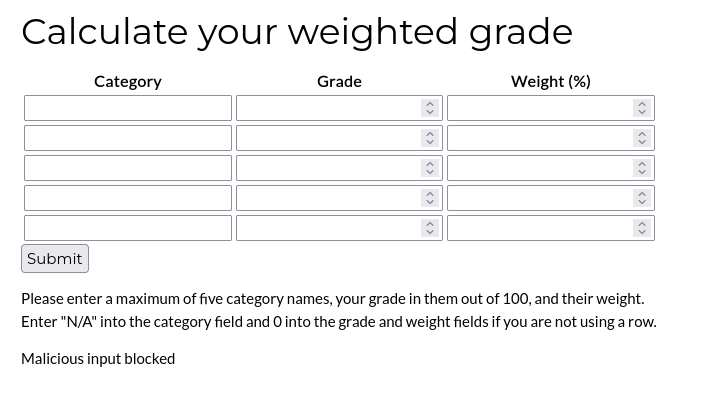 Calculate your weighted grade
Category Grade Weight (%)
Submit
Please enter a maximum of five category names, your grade in them out of 100, and their weight.
Enter "N/A" into the category field and 0 into the grade and weight fields if you are not using a row.
Malicious input blocked